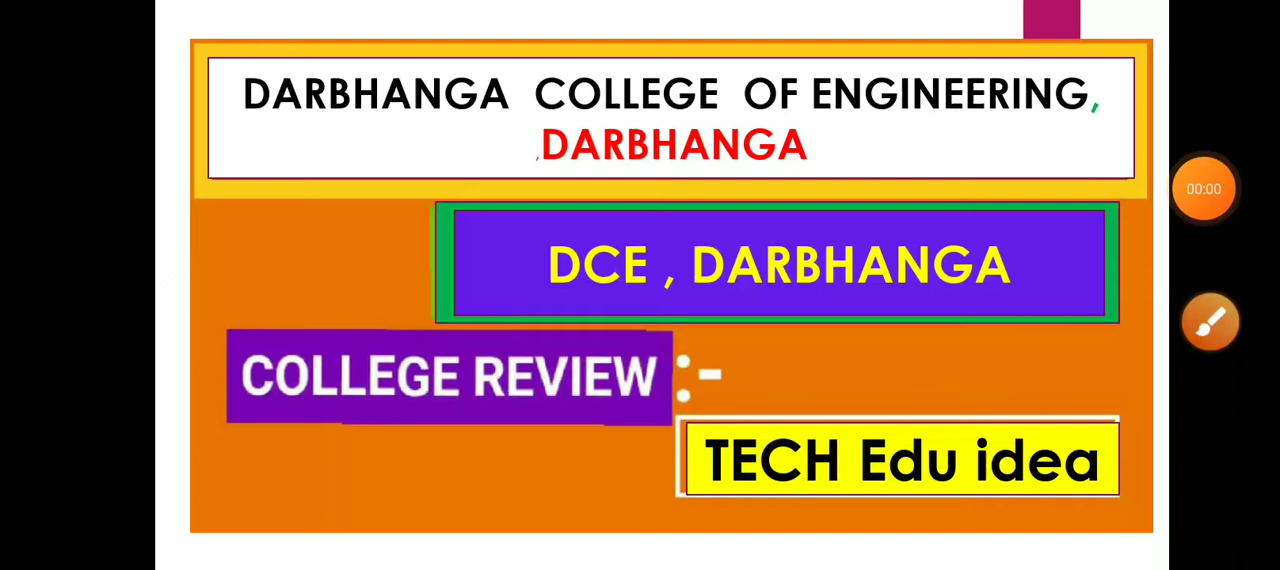 DARBHANGA COLLEGE OF ENGINEERING,
,DARBHANGA
DCE , DARBHANGA
COLLEGE REVIEW :-
TECH Edu idea
00:00